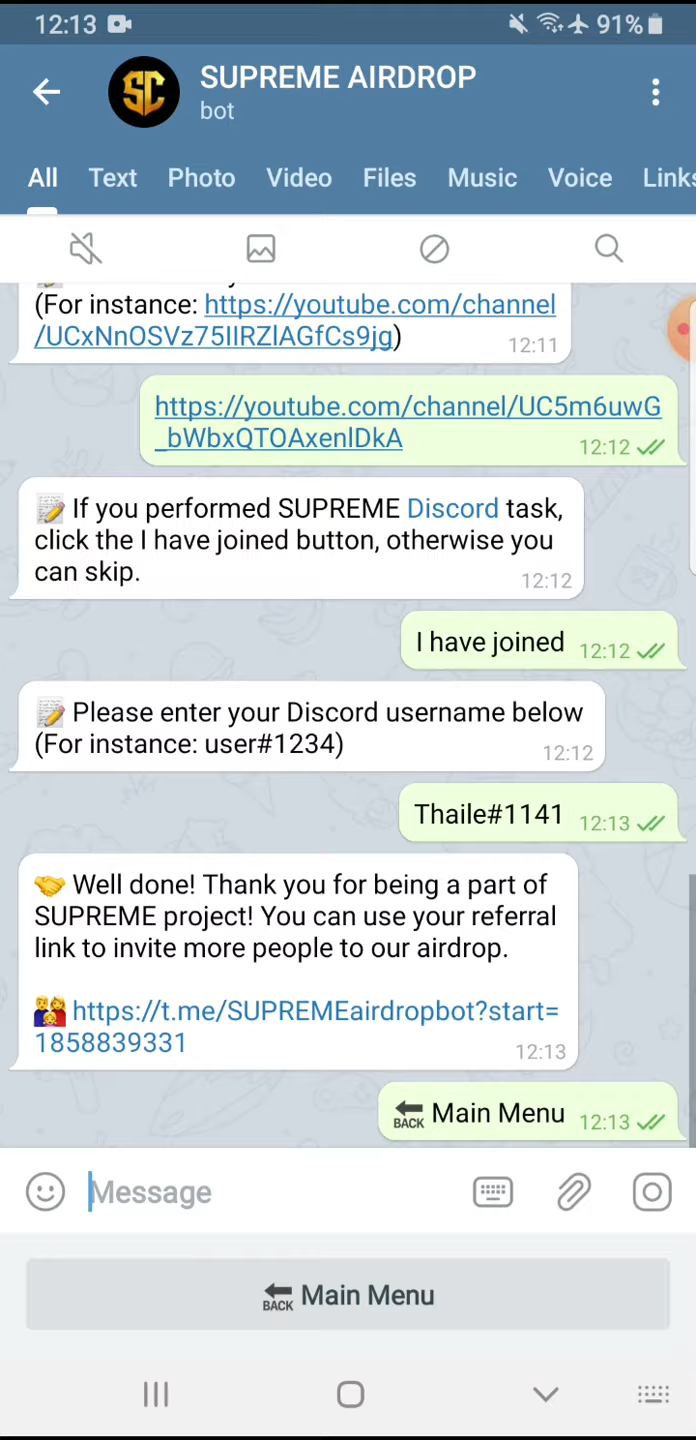 12:13
91%
SC
SUPREME AIRDROP
bot
All Text Photo Video Files Music Voice Links
(For instance: https://youtube.com/channel
/UCxNnOSVz75IIRZlAGfCs9jg)
12:11
https://youtube.com/channel/UC5m6uwG
_bWbxQTOAxenlDkA
12:12
If you performed SUPREME Discord task,
click the I have joined button, otherwise you
can skip.
12:12
I have joined 12:12
Please enter your Discord username below
(For instance: user#1234)
12:12
Thaile#1141 12:13
Well done! Thank you for being a part of
SUPREME project! You can use your referral
link to invite more people to our airdrop.
https://t.me/SUPREMEairdropbot?start=
1858839331
12:13
BACK Main Menu 12:13
Message
BACK Main Menu